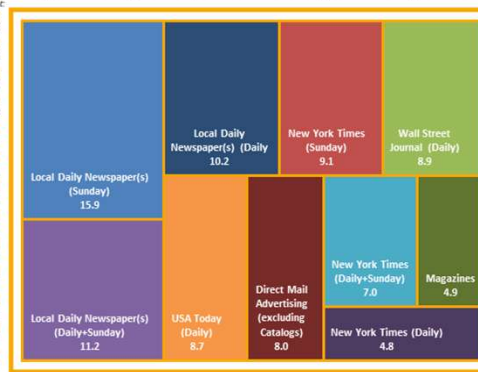 Local Daily Newspaper(s)
(Sunday)
15.9
Local Daily
Newspaper(s) (Daily
10.2
New York Times
(Sunday)
9.1
Wall Street
Journal (Daily)
8.9
Local Daily Newspaper(s)
(Daily+Sunday)
11.2
USA Today
(Daily)
8.7
Direct Mail
Advertising
(excluding
Catalogs)
8.0
New York Times
(Daily+Sunday)
7.0
Magazines
4.9
New York Times (Daily)
4.8